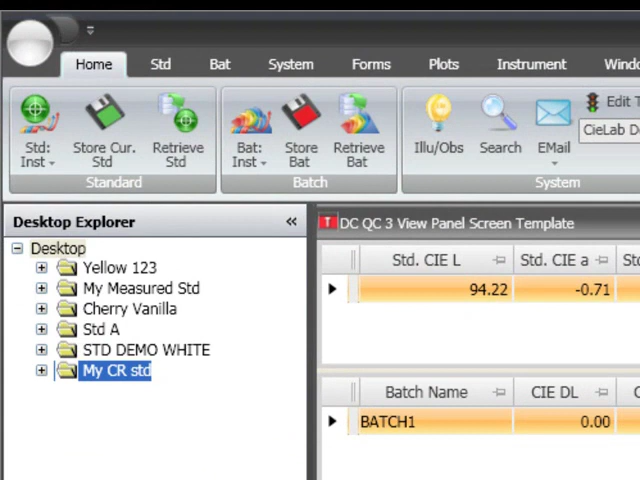 Home Std Bat System Forms Plots Instrument
Std: Inst
Store Cur. Std
Retrieve Std
Bat: Inst
Store Bat
Retrieve Bat
Illu/Obs
Search
EMail
Edit
CieLab
Standard
Batch
System
Desktop Explorer «
DC QC 3 View Panel Screen Template
Desktop
Yellow 123
My Measured Std
Cherry Vanilla
Std A
STD DEMO WHITE
My CR std
Std. CIE L Std. CIE a
94.22 -0.71
Batch Name CIE DL
BATCH1 0.00